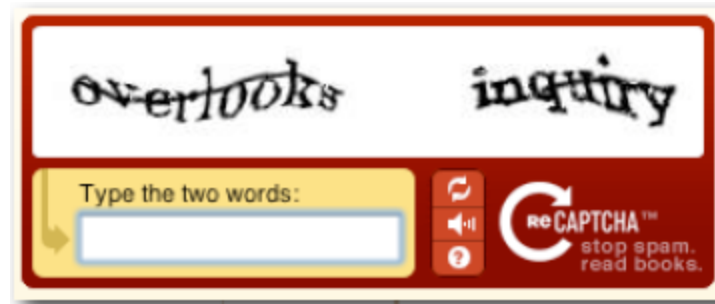 overlooks inquiry
Type the two words:
ReCAPTCHA™
stop spam.
read books.